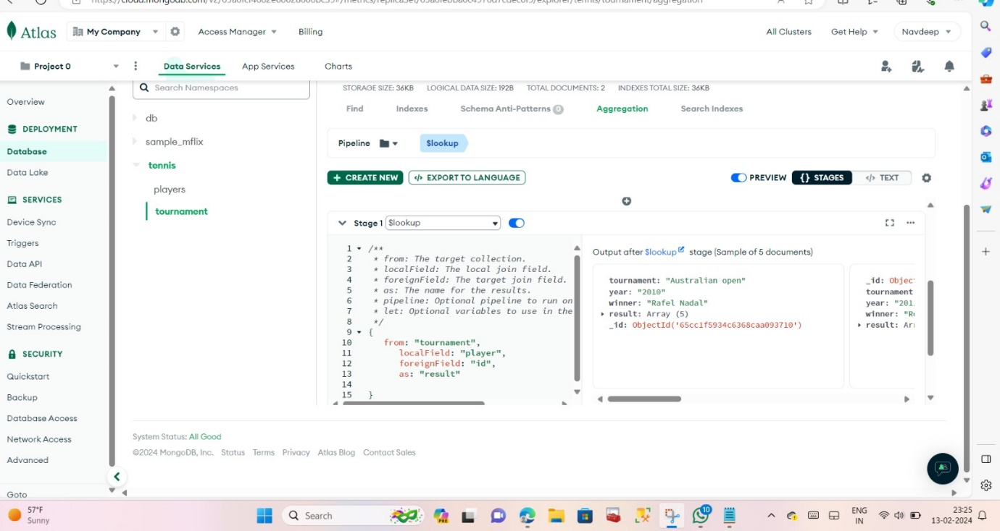 Atlas My Company Access Manager Billing All Clusters Get Help Navdeep
Project 0 Data Services App Services Charts
Overview
DEPLOYMENT
Database
Data Lake
SERVICES
Device Sync
Triggers
Data API
Data Federation
Atlas Search
Stream Processing
SECURITY
Quickstart
Backup
Database Access
Network Access
Advanced
Goto
Search Namespaces
db
sample_mflix
tennis
players
tournament
STORAGE SIZE: 36KB LOGICAL DATA SIZE: 192B TOTAL DOCUMENTS: 2 INDEXES TOTAL SIZE: 36KB
Find Indexes Schema Anti-Patterns 0 Aggregation Search Indexes
Pipeline $lookup
+ CREATE NEW </> EXPORT TO LANGUAGE PREVIEW {} STAGES </> TEXT
Stage 1 $lookup
1 /**
2 * from: The target collection.
3 * localField: The local join field.
4 * foreignField: The target join field.
5 * as: The name for the results.
6 * pipeline: Optional pipeline to run on
7 * let: Optional variables to use in the
8 */
9 {
10 from: "tournament",
11 localField: "player",
12 foreignField: "id",
13 as: "result"
14
15 }
Output after $lookup stage (Sample of 5 documents)
tournament: "Australian open"
year: "2010"
winner: "Rafel Nadal"
result: Array (5)
_id: ObjectId('65cc1f5934c6368caa093710')
_id: Objec
tournament
year: "201
winner: "R
result: Ar
System Status: All Good
©2024 MongoDB, Inc. Status Terms Privacy Atlas Blog Contact Sales
57°F
Sunny
Search
PRE
10
ENG
IN
23:25
13-02-2024